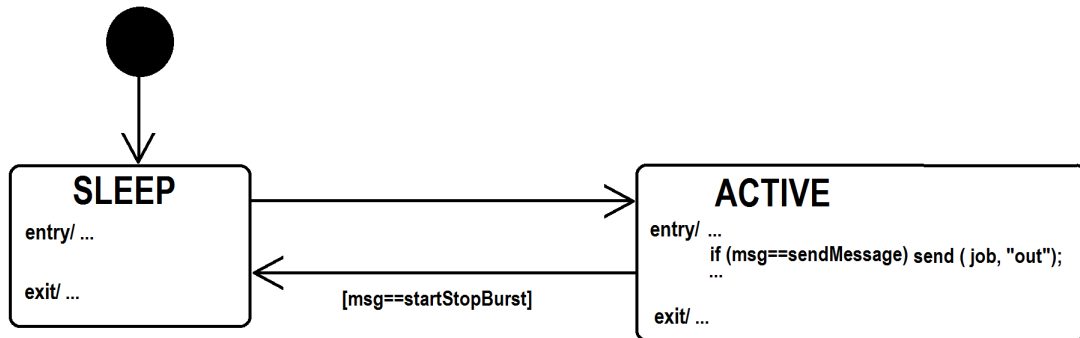 SLEEP
entry/ ...
exit/ ...
[msg==startStopBurst]
ACTIVE
entry/ ...
if (msg==sendMessage) send ( job, "out");
...
exit/ ...